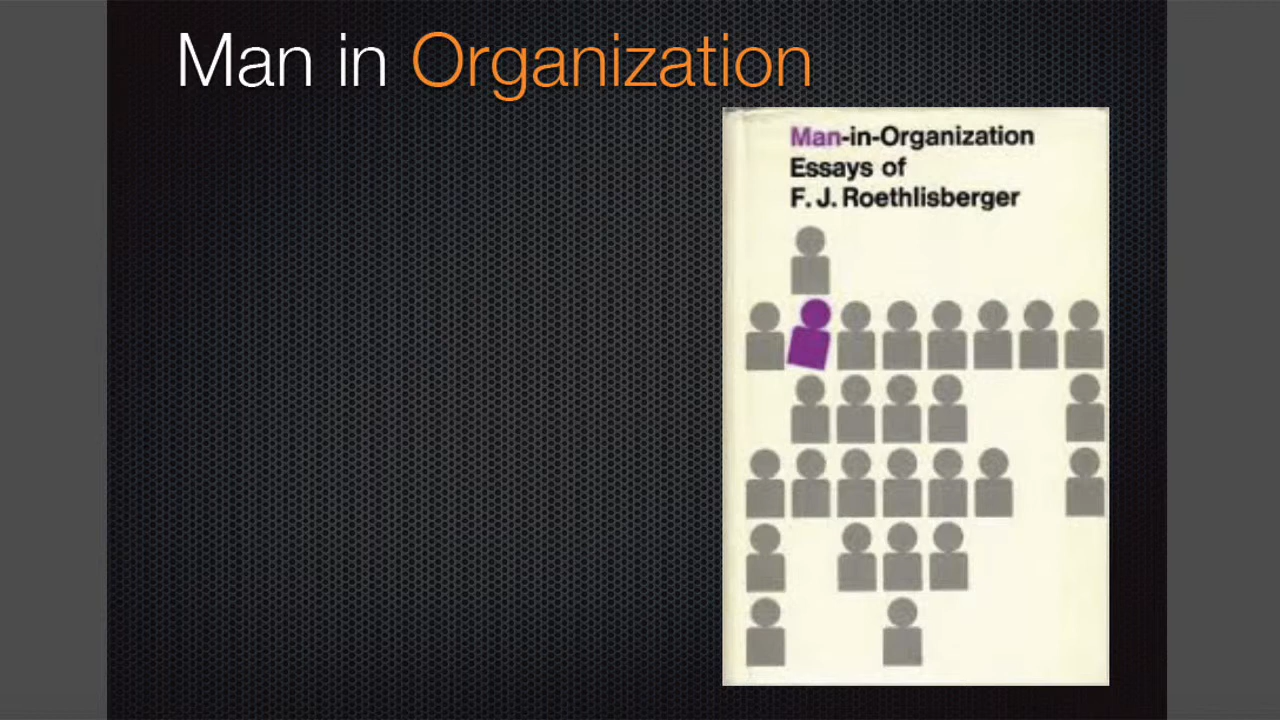 Man in Organization
Man-in-Organization
Essays of
F. J. Roethlisberger